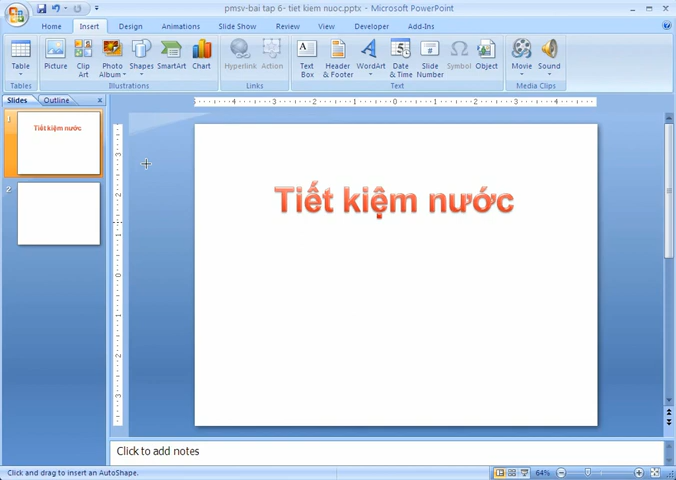 pmsv-bai tap 6- tiet kiem nuoc.pptx - Microsoft PowerPoint
Home Insert Design Animations Slide Show Review View Developer Add-Ins
Table Picture Clip Art Photo Album Shapes SmartArt Chart Hyperlink Action Text Box Header & Footer WordArt Date & Time Slide Number Symbol Object Movie Sound
Tables Illustrations Links Text Media Clips
Slides Outline
1
Tiết kiệm nước
2
Tiết kiệm nước
Click to add notes
Click and drag to insert an AutoShape.
64%